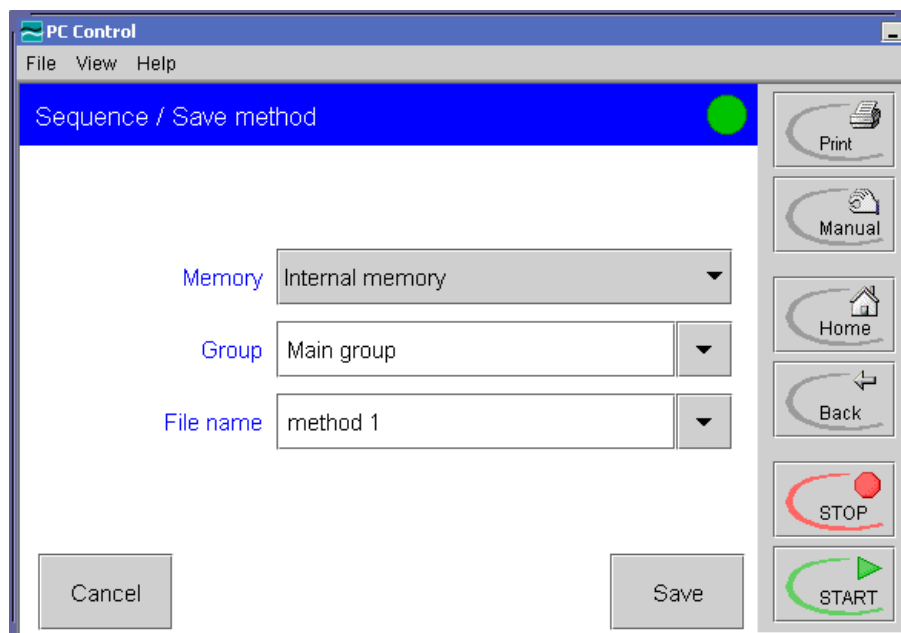 PC Control
File View Help
Sequence / Save method
Print
Manual
Memory Internal memory
Home
Group Main group
Back
File name method 1
STOP
Cancel Save
START